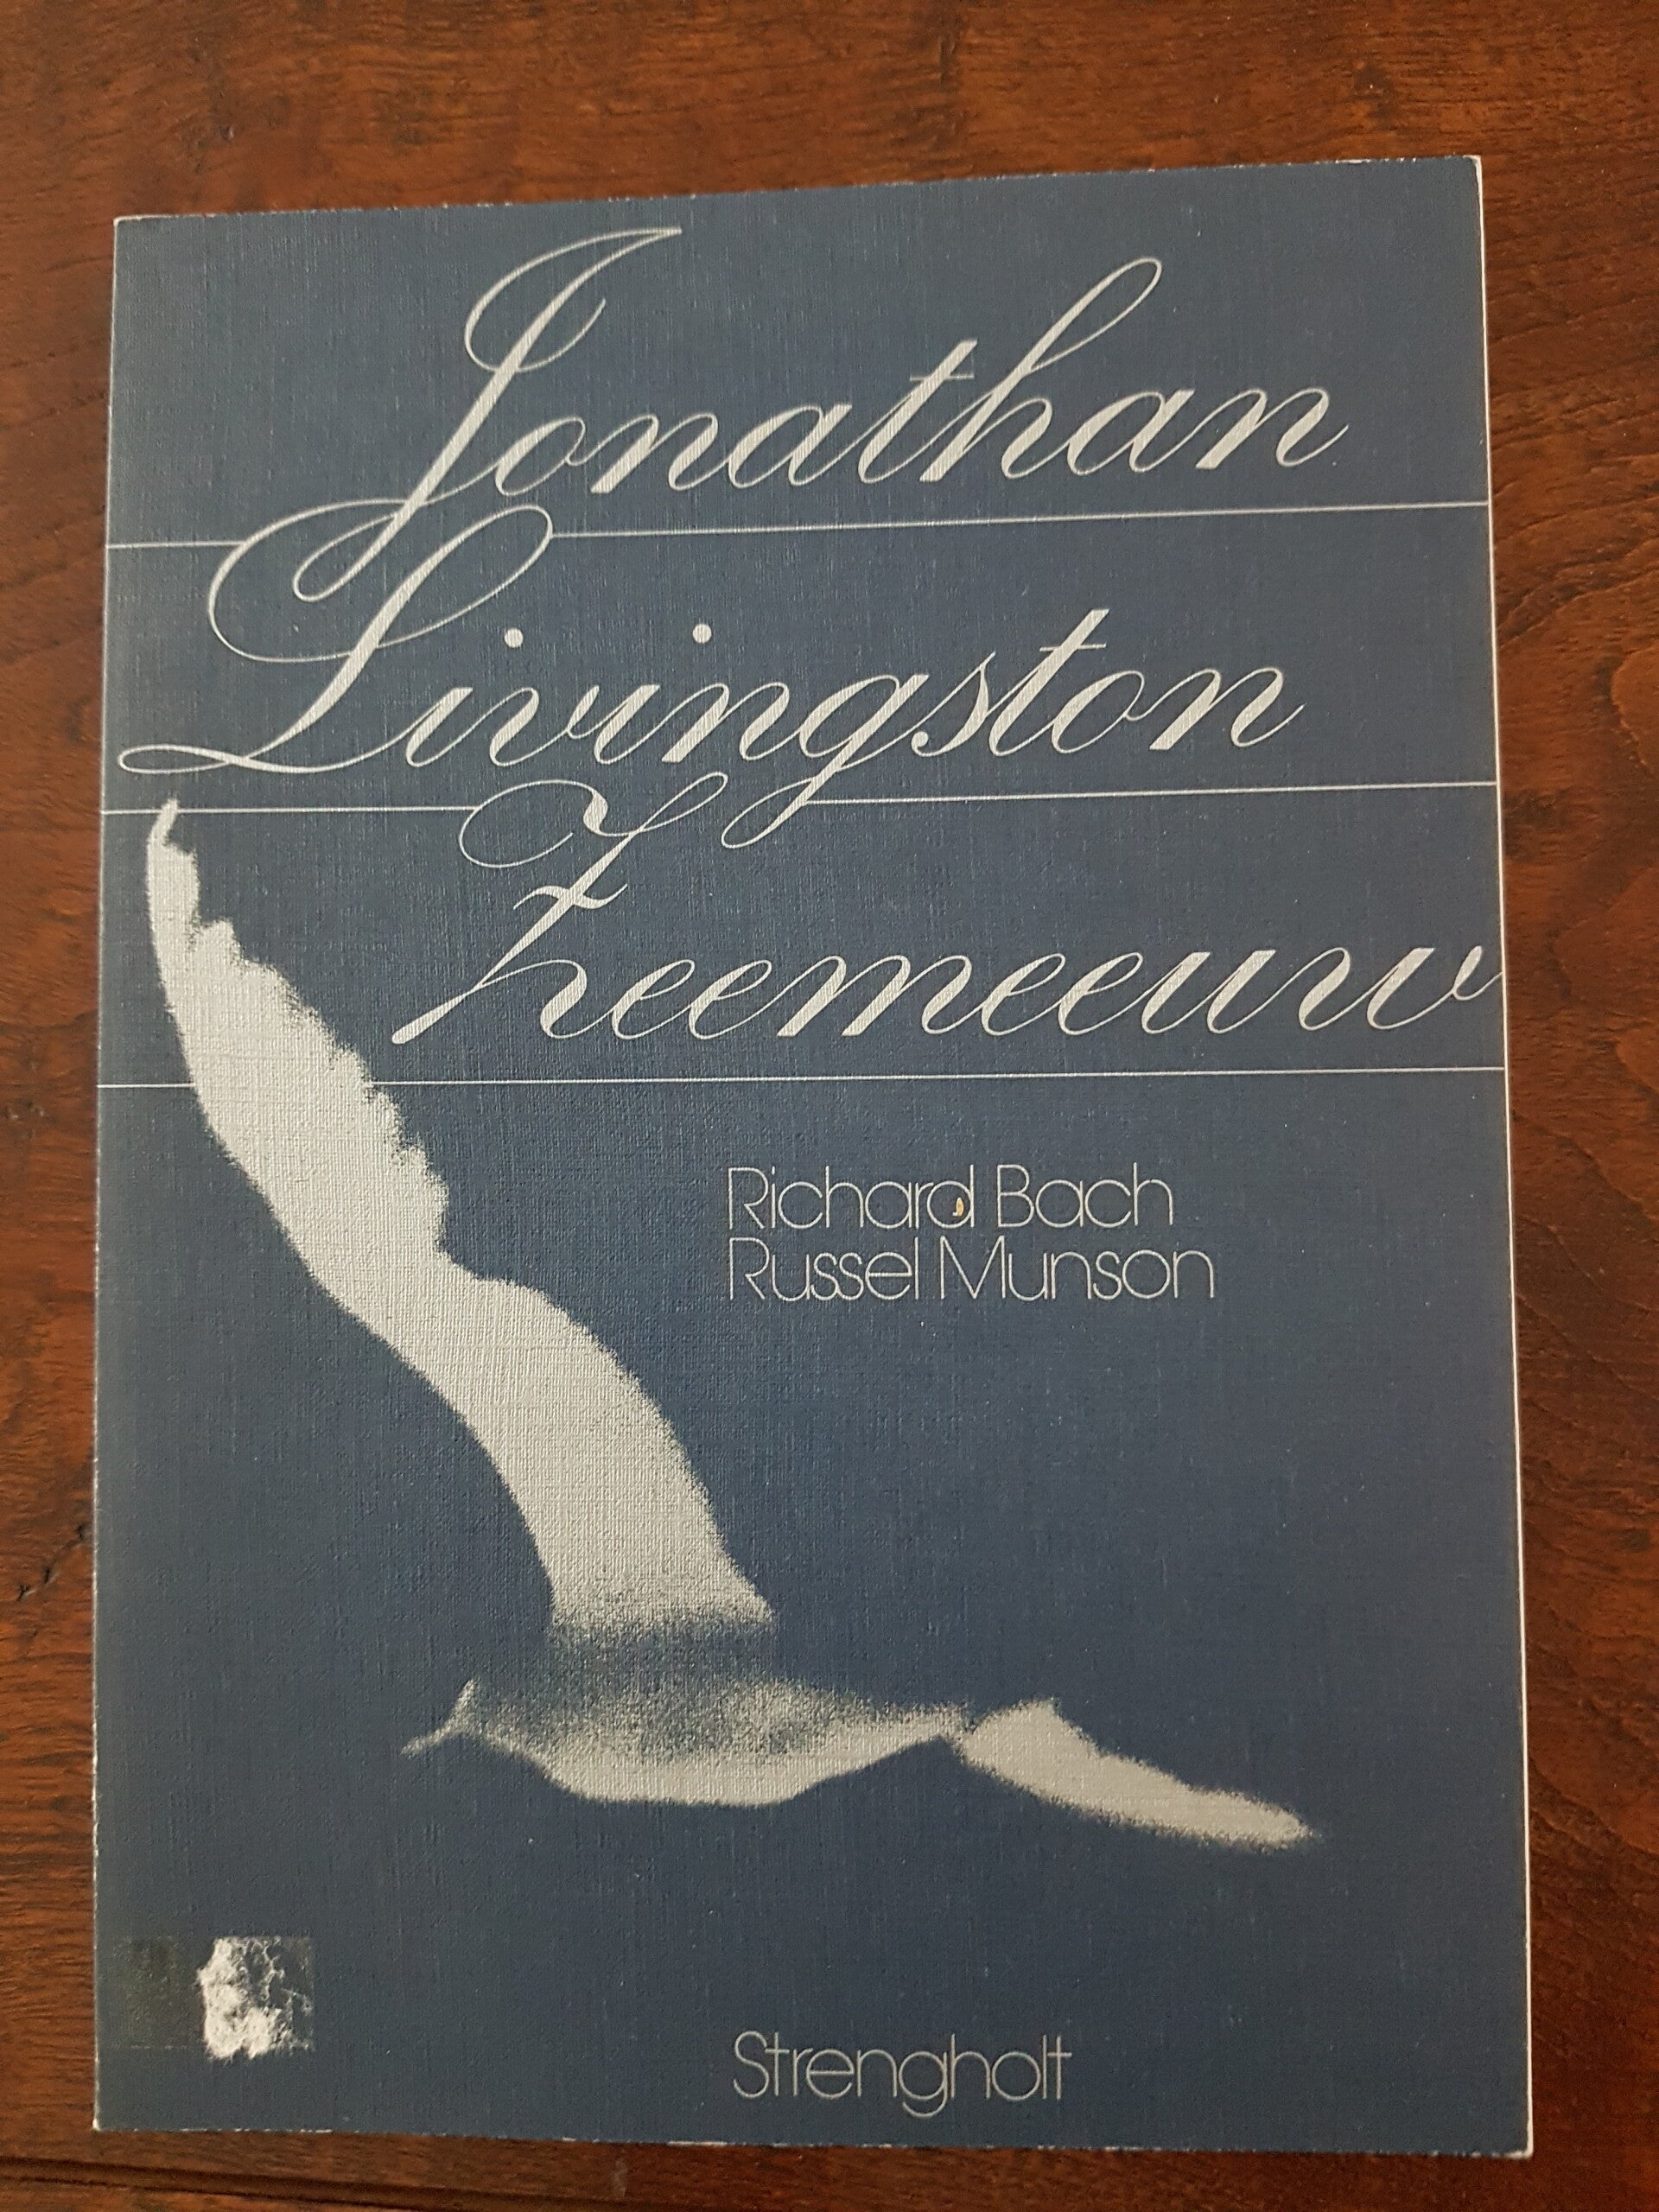 Jonathan
Livingston
Zeemeeuw
Richard Bach
Russel Munson
Strengholt